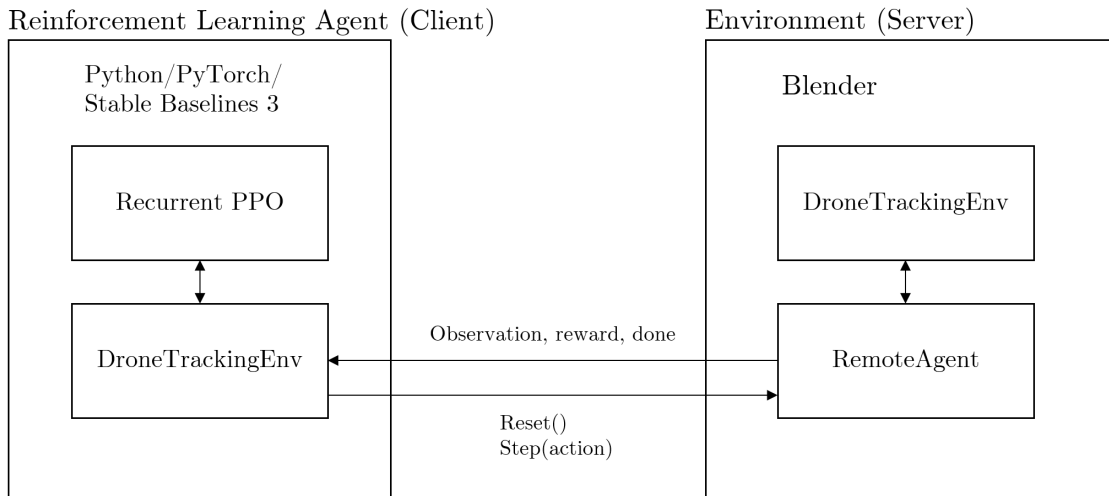 Reinforcement Learning Agent (Client)
Environment (Server)
Python/PyTorch/
Stable Baselines 3
Blender
Recurrent PPO
DroneTrackingEnv
Observation, reward, done
DroneTrackingEnv
RemoteAgent
Reset()
Step(action)